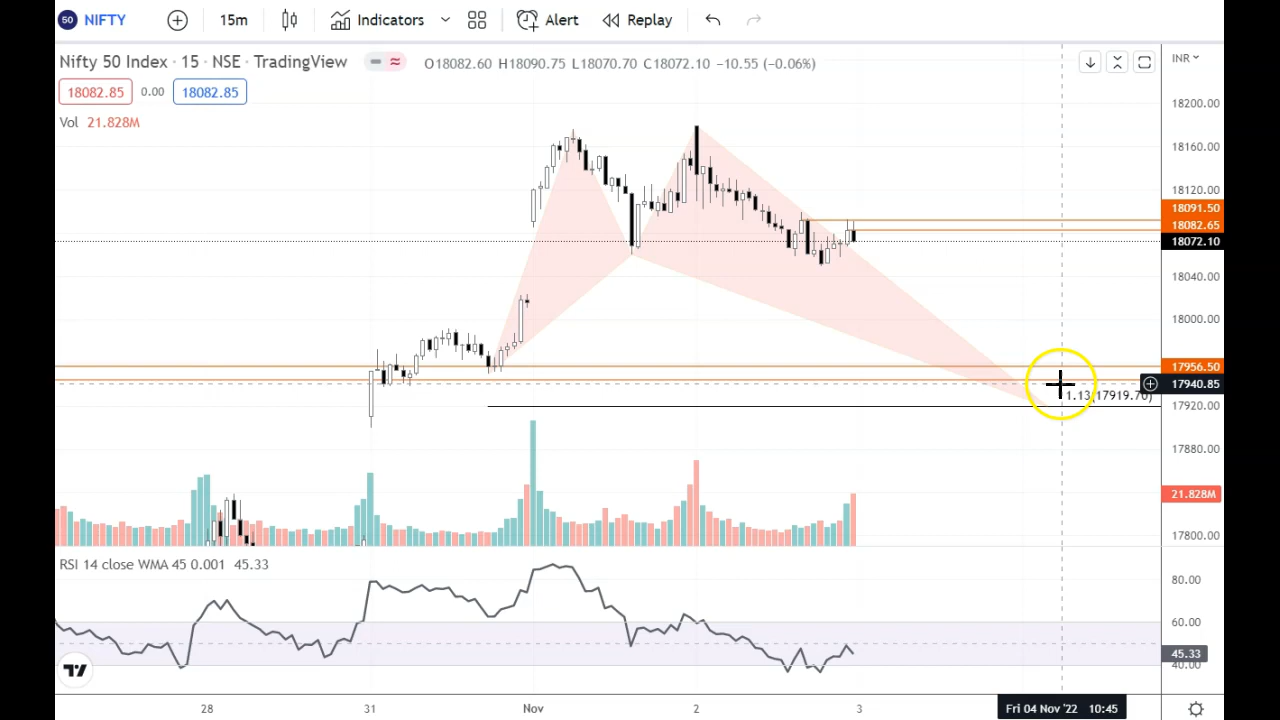 50 NIFTY 15m Indicators Alert Replay
Nifty 50 Index · 15 · NSE · TradingView O18082.60 H18090.75 L18070.70 C18072.10 −10.55 (−0.06%) INR
18082.85 0.00 18082.85
Vol 21.828M
18200.00
18160.00
18120.00
18091.50
18082.65
18072.10
18040.00
18000.00
17956.50
17940.85
1.13(17919.70)
17920.00
17880.00
21.828M
17800.00
RSI 14 close WMA 45 0.001 45.33
80.00
60.00
45.33
40.00
28 31 Nov 2 3 Fri 04 Nov '22 10:45